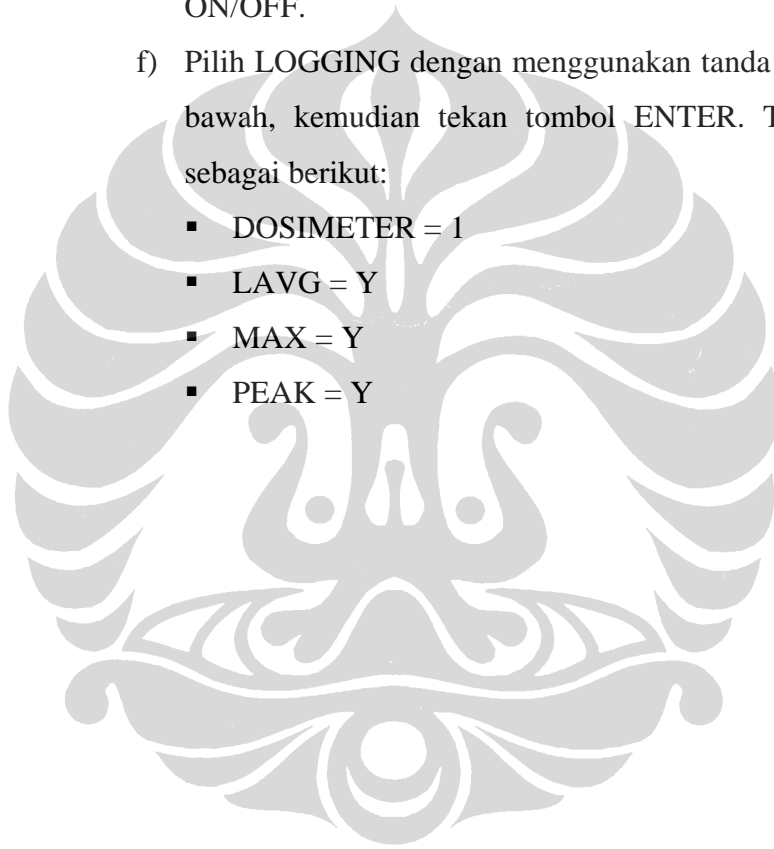 ON/OFF.
f) Pilih LOGGING dengan menggunakan tanda
bawah, kemudian tekan tombol ENTER.
sebagai berikut:
▪ DOSIMETER = 1
▪ LAVG = Y
▪ MAX = Y
▪ PEAK = Y